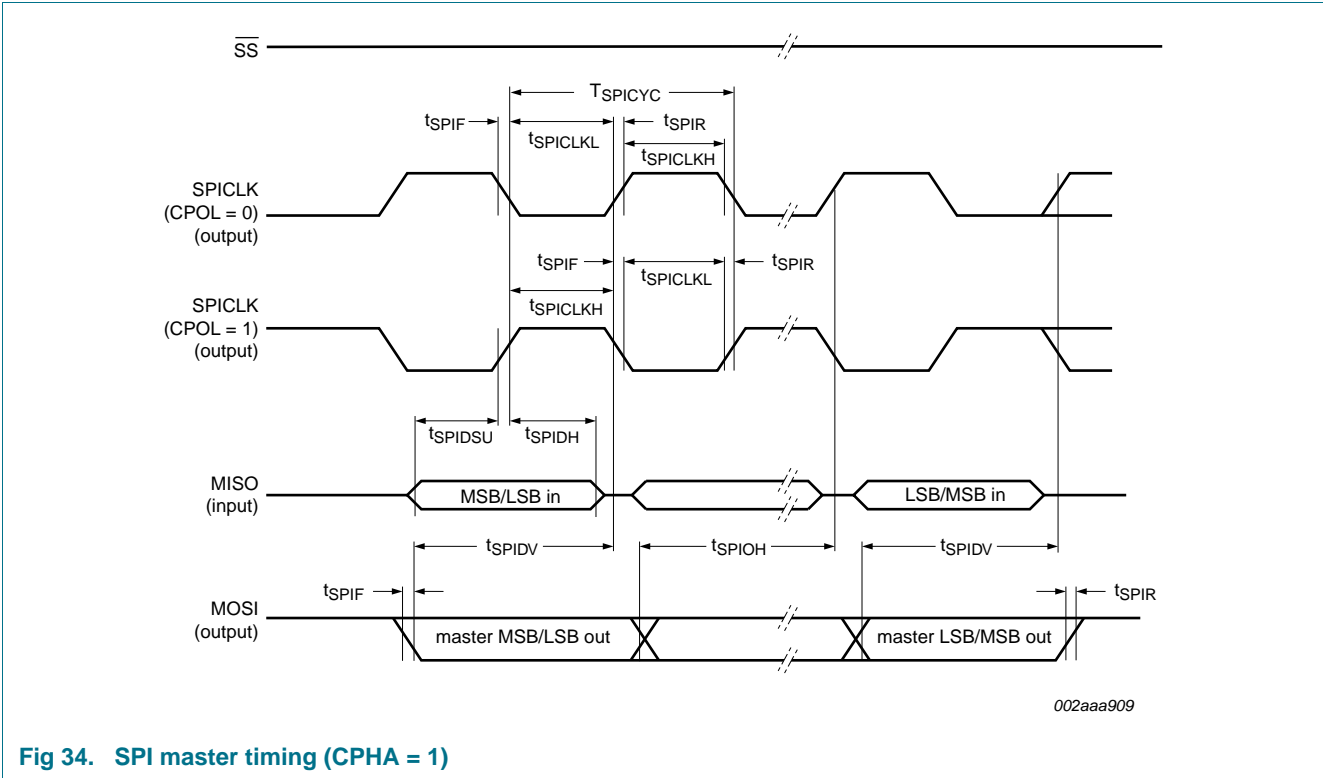 SS
TSPICYC
tSPIF
tSPIR
tSPICLKL
tSPICLKH
SPICLK
(CPOL = 0)
(output)
tSPIF
tSPIR
tSPICLKL
tSPICLKH
SPICLK
(CPOL = 1)
(output)
tSPIDSU
tSPIDH
MISO
(input)
MSB/LSB in
LSB/MSB in
tSPIDV
tSPIOH
tSPIDV
tSPIF
tSPIR
MOSI
(output)
master MSB/LSB out
master LSB/MSB out
002aaa909
Fig 34. SPI master timing (CPHA = 1)